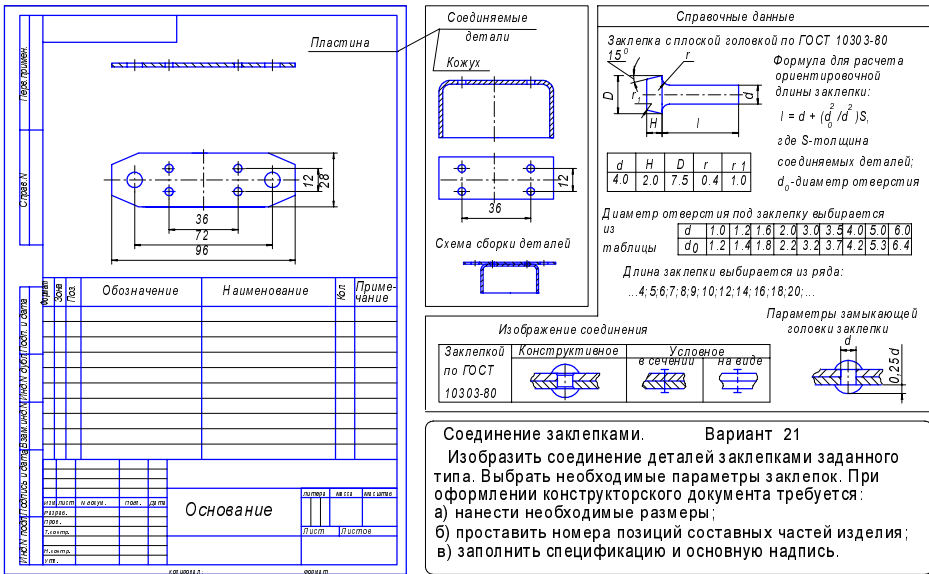 Перв.примен.
Справ.N
Пластина
36
72
96
12
28
Формат
Зона
Поз.
Обозначение
Наименование
Кол
Приме-
чание
Подп. и дата
Инв.N дубл.
Взам.инв.N
Подпись и дата
Инв.N подл.
Изм
Лист
N докум.
Подп.
Дата
Разраб.
Пров.
Т.контр.
Н.контр.
Утв.
Основание
Литера
Масса
Масштаб
Лист
Листов
Копировал:
Формат
Соединяемые
детали
Кожух
12
36
Схема сборки деталей
Справочные данные
Заклепка с плоской головкой по ГОСТ 10303-80
15⁰
r
r1
D
d
H
l
Формула для расчета
ориентировочной
длины заклепки:
l = d + (d₀²/d²)S,
где S-толщина
соединяемых деталей;
d₀-диаметр отверстия
d H D r r1
4.0 2.0 7.5 0.4 1.0
Диаметр отверстия под заклепку выбирается
из
таблицы
d 1.0 1.2 1.6 2.0 3.0 3.5 4.0 5.0 6.0
d₀ 1.2 1.4 1.8 2.2 3.2 3.7 4.2 5.3 6.4
Длина заклепки выбирается из ряда:
...4;5;6;7;8;9;10;12;14;16;18;20;...
Изображение соединения
Заклепкой
по ГОСТ
10303-80
Конструктивное
Условное
в сечении
на виде
Параметры замыкающей
головки заклепки
d
0,25d
Соединение заклепками. Вариант 21
Изобразить соединение деталей заклепками заданного
типа. Выбрать необходимые параметры заклепок. При
оформлении конструкторского документа требуется:
а) нанести необходимые размеры;
б) проставить номера позиций составных частей изделия;
в) заполнить спецификацию и основную надпись.